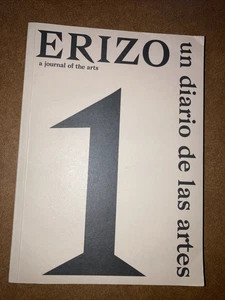 ERIZO
a journal of the arts
un diario de las artes
1